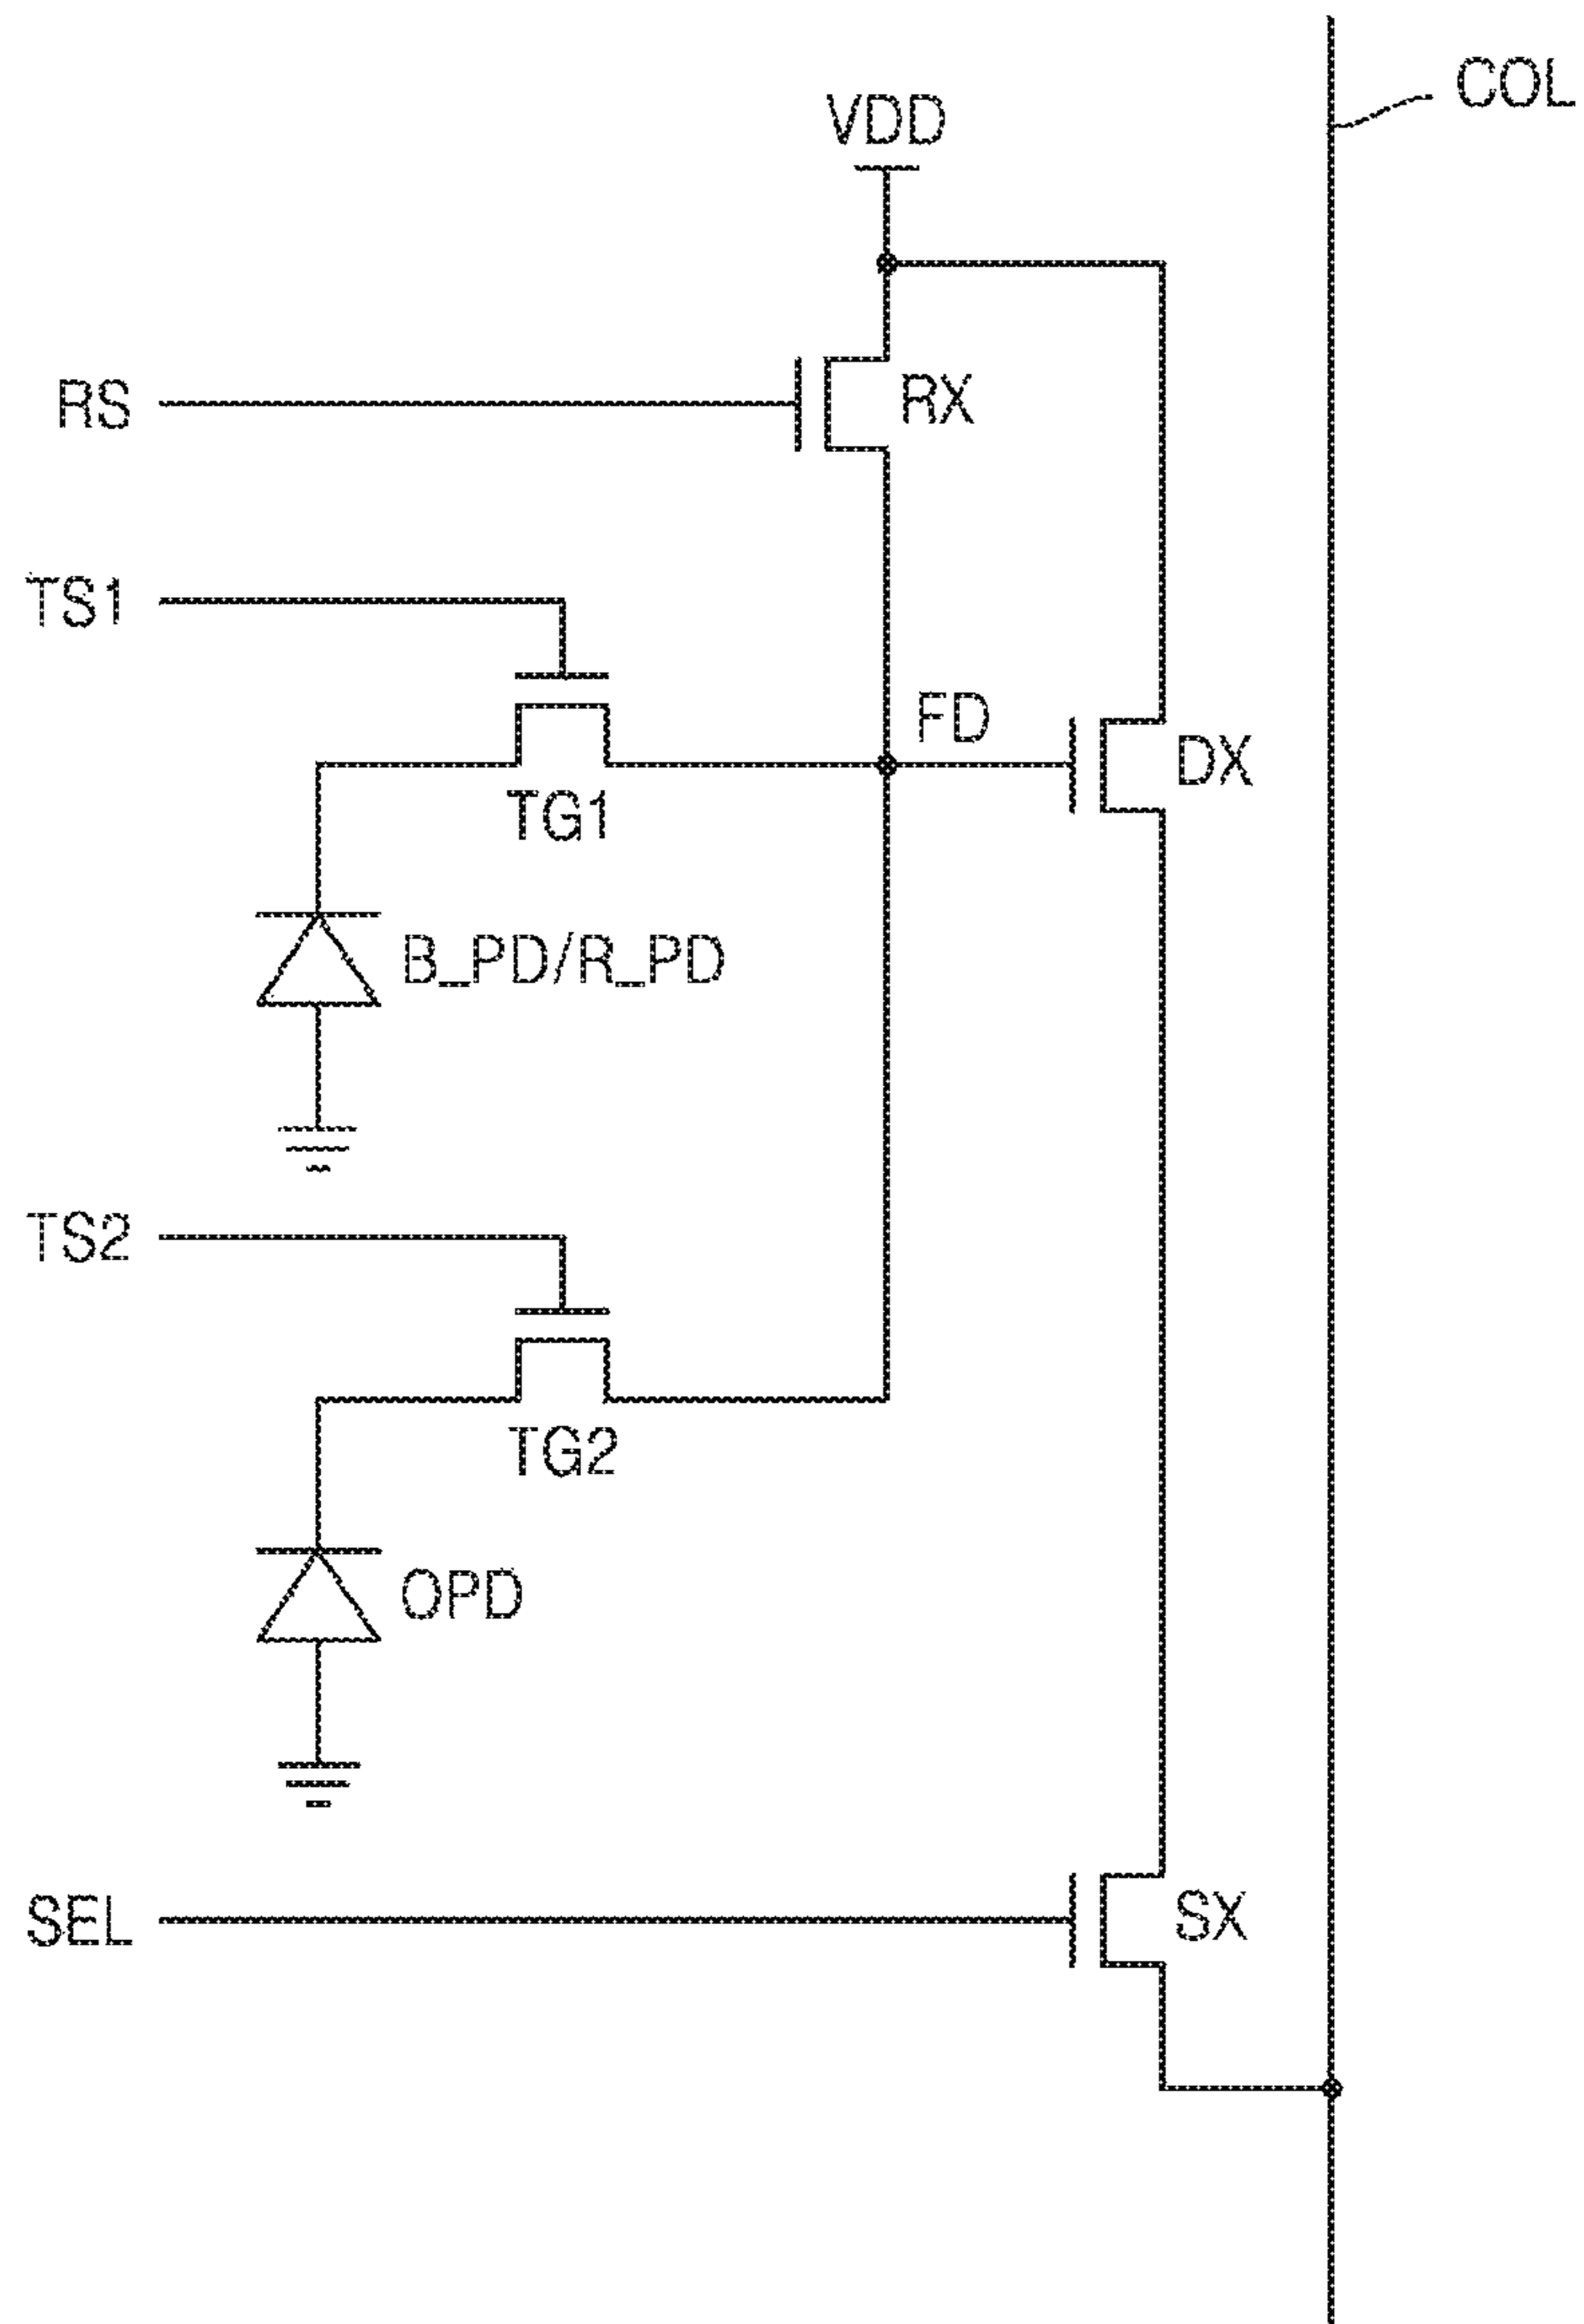 COL
VDD
RS
RX
TS1
FD
DX
TG1
B_PD/R_PD
TS2
TG2
OPD
SEL
SX